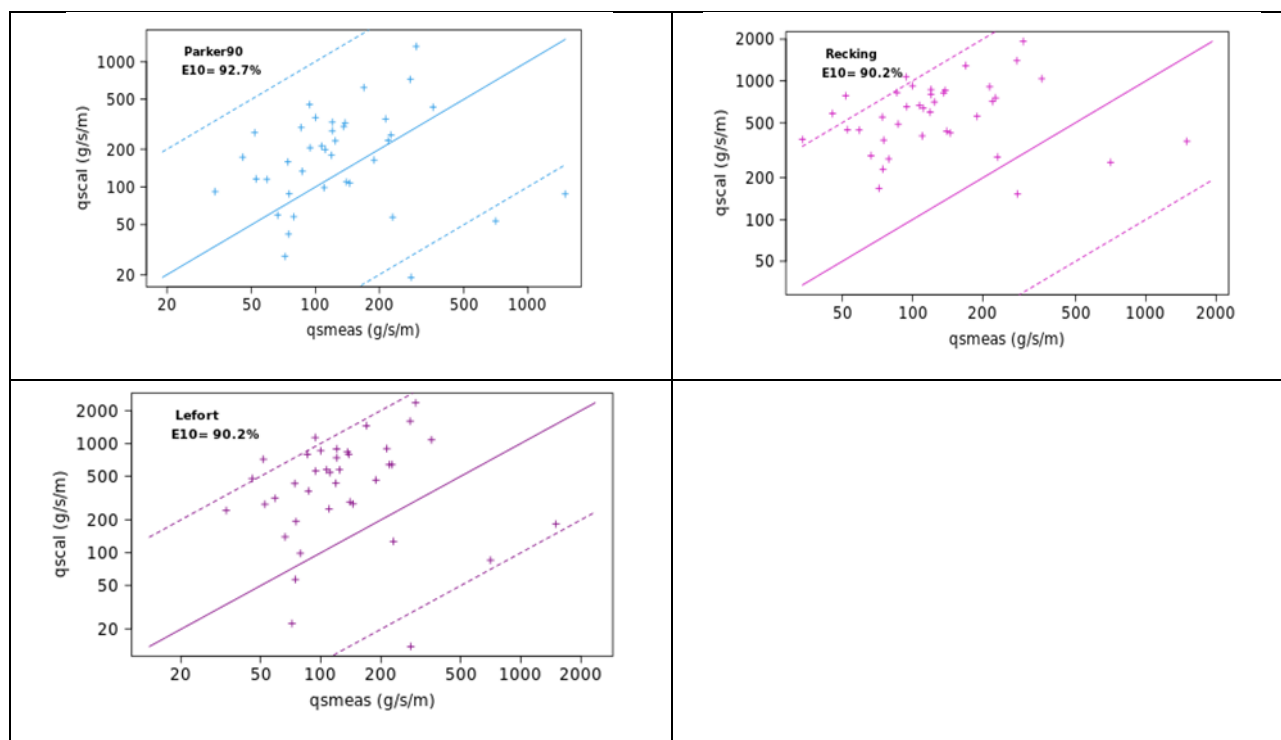 Parker90
E10= 92.7%
1000
500
200
100
50
20
qscal (g/s/m)
20 50 100 200 500 1000
qsmeas (g/s/m)
Recking
E10= 90.2%
2000
1000
500
200
100
50
qscal (g/s/m)
50 100 200 500 1000 2000
qsmeas (g/s/m)
Lefort
E10= 90.2%
2000
1000
500
200
100
50
20
qscal (g/s/m)
20 50 100 200 500 1000 2000
qsmeas (g/s/m)